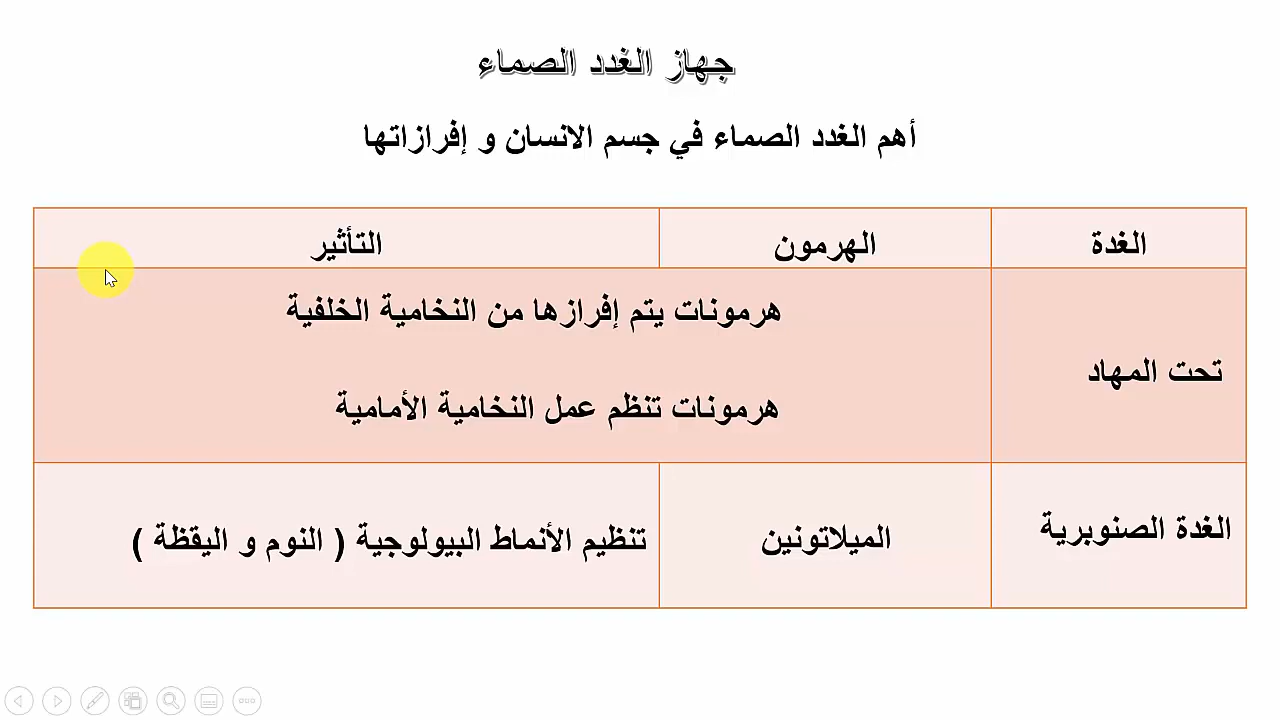 جهاز الغدد الصماء
أهم الغدد الصماء في جسم الانسان و إفرازاتها
الغدة الهرمون التأثير
هرمونات يتم إفرازها من النخامية الخلفية
تحت المهاد
هرمونات تنظم عمل النخامية الأمامية
الغدة الصنوبرية الميلاتونين تنظيم الأنماط البيولوجية ( النوم و اليقظة )